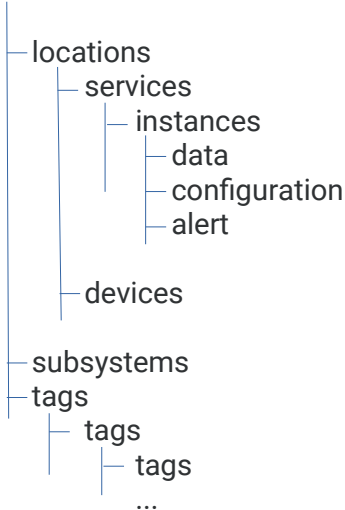 locations
services
instances
data
configuration
alert
devices
subsystems
tags
tags
tags
...